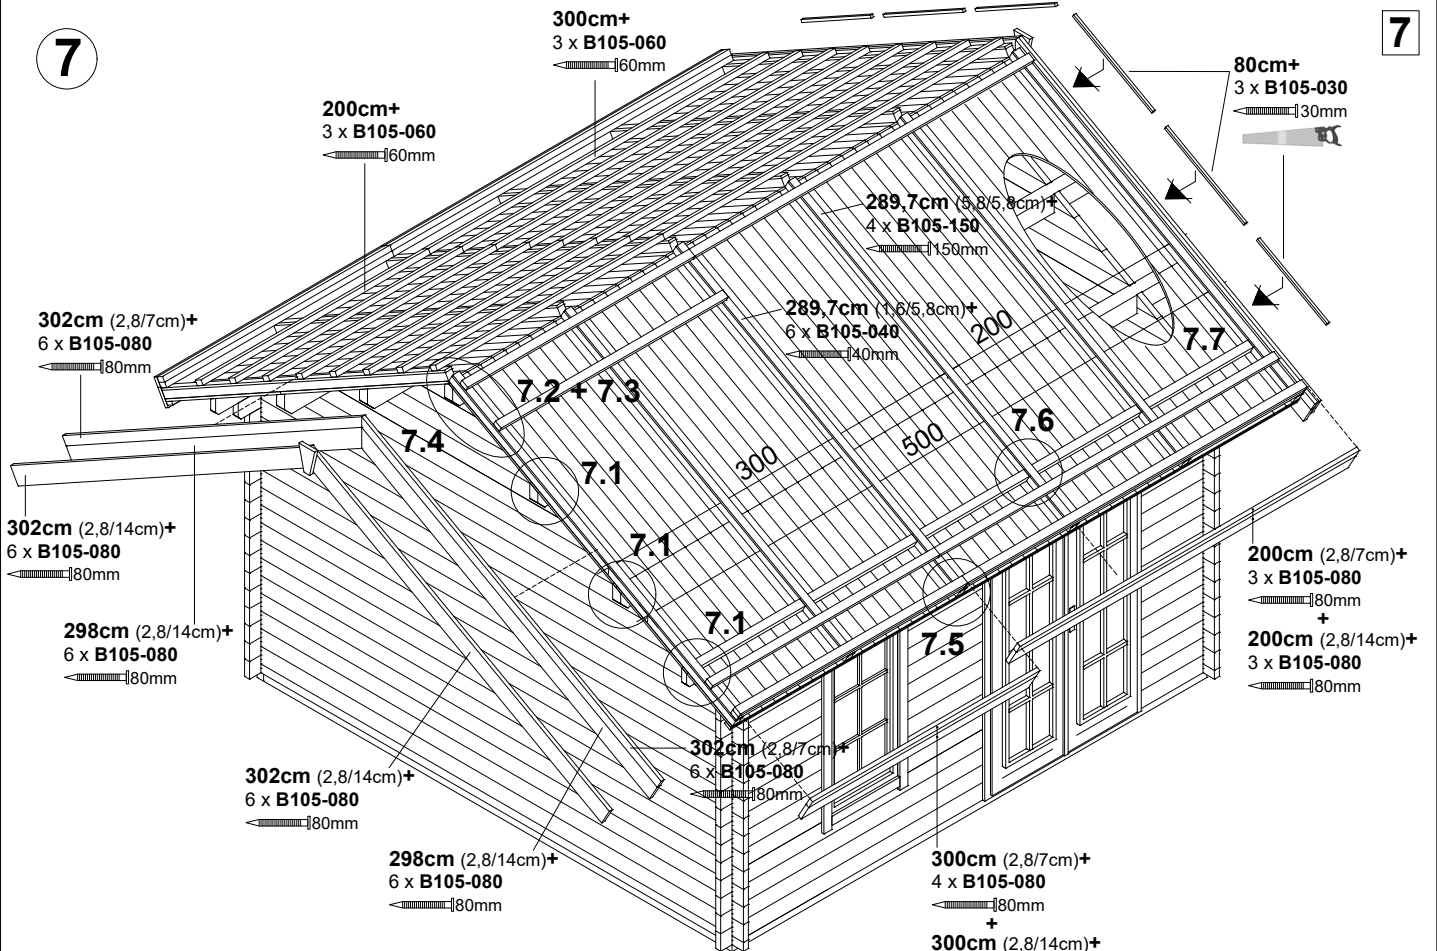 7
7
300cm+
3 x B105-060
60mm
200cm+
3 x B105-060
60mm
80cm+
3 x B105-030
30mm
289,7cm (5,8/5,8cm)+
4 x B105-150
150mm
289,7cm (1,6/5,8cm)+
6 x B105-040
40mm
200
7.7
302cm (2,8/7cm)+
6 x B105-080
80mm
7.2 + 7.3
7.4
7.6
500
300
7.1
7.1
7.1
7.5
302cm (2,8/14cm)+
6 x B105-080
80mm
298cm (2,8/14cm)+
6 x B105-080
80mm
200cm (2,8/7cm)+
3 x B105-080
80mm
+
200cm (2,8/14cm)+
3 x B105-080
80mm
302cm (2,8/14cm)+
6 x B105-080
80mm
302cm (2,8/7cm)+
6 x B105-080
80mm
298cm (2,8/14cm)+
6 x B105-080
80mm
300cm (2,8/7cm)+
4 x B105-080
80mm
+
300cm (2,8/14cm)+